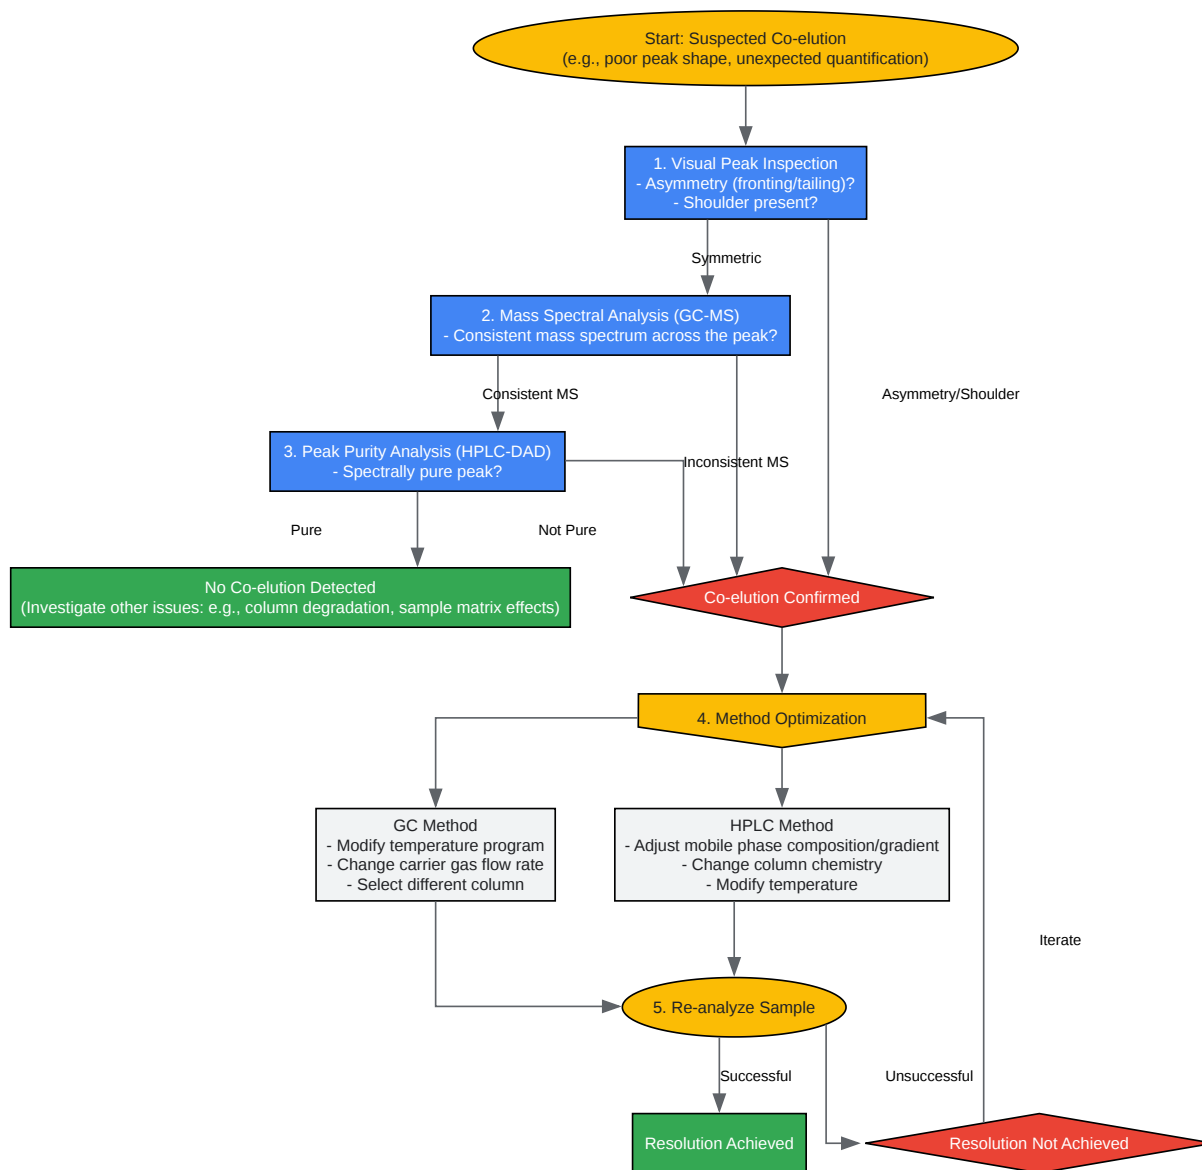 Start: Suspected Co-elution
(e.g., poor peak shape, unexpected quantification)
1. Visual Peak Inspection
- Asymmetry (fronting/tailing)?
- Shoulder present?
Symmetric
2. Mass Spectral Analysis (GC-MS)
- Consistent mass spectrum across the peak?
Consistent MS
Asymmetry/Shoulder
3. Peak Purity Analysis (HPLC-DAD)
- Spectrally pure peak?
Inconsistent MS
Pure
Not Pure
No Co-elution Detected
(Investigate other issues: e.g., column degradation, sample matrix effects)
Co-elution Confirmed
4. Method Optimization
GC Method
- Modify temperature program
- Change carrier gas flow rate
- Select different column
HPLC Method
- Adjust mobile phase composition/gradient
- Change column chemistry
- Modify temperature
Iterate
5. Re-analyze Sample
Successful
Unsuccessful
Resolution Achieved
Resolution Not Achieved